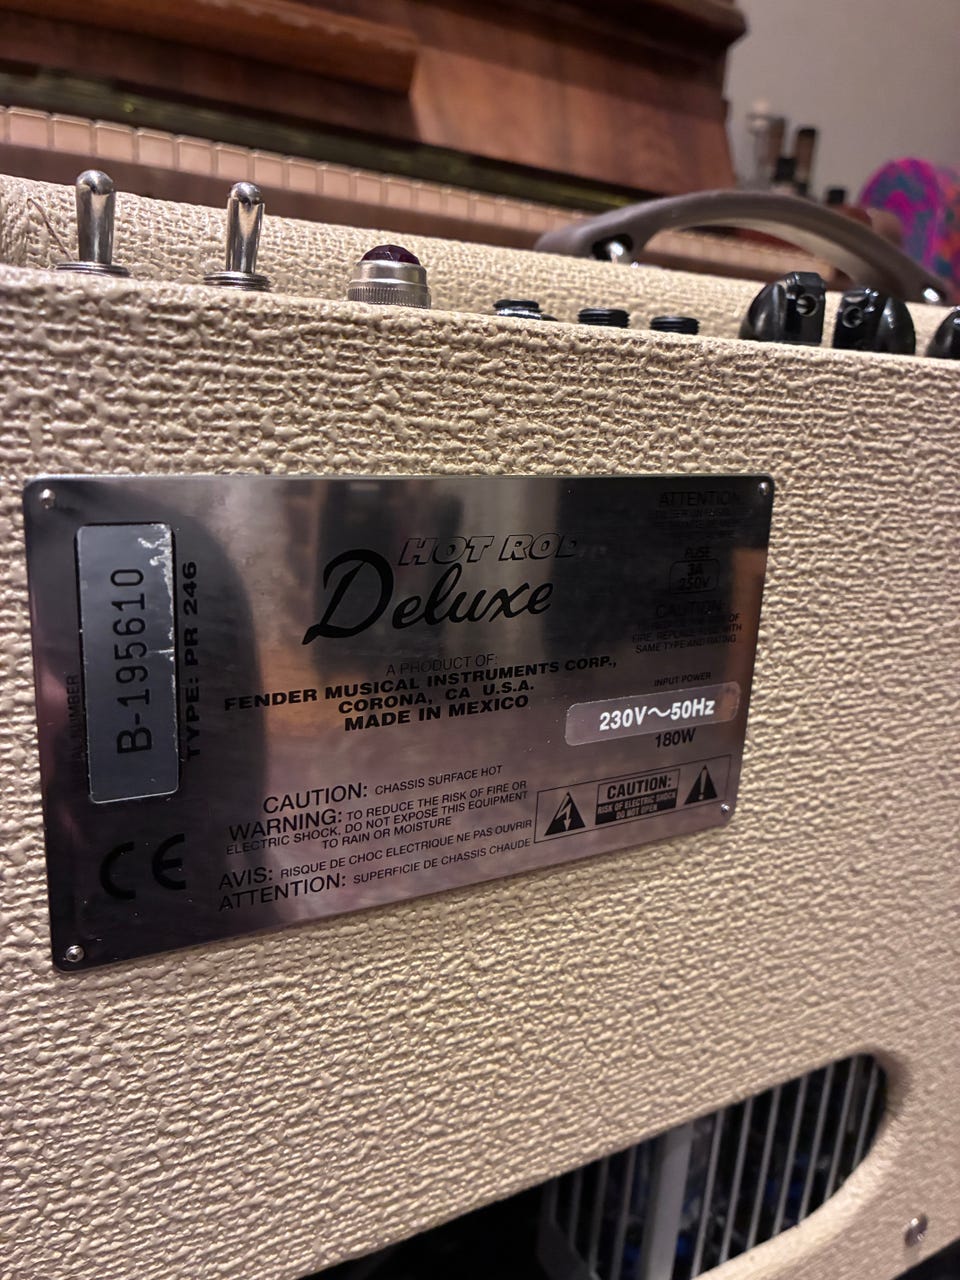 B-195610
TYPE: PR 246
HOT ROD
Deluxe
A PRODUCT OF:
FENDER MUSICAL INSTRUMENTS CORP.,
CORONA, CA U.S.A.
MADE IN MEXICO
CAUTION: CHASSIS SURFACE HOT
WARNING: TO REDUCE THE RISK OF FIRE OR
ELECTRIC SHOCK, DO NOT EXPOSE THIS EQUIPMENT
TO RAIN OR MOISTURE
AVIS: RISQUE DE CHOC ELECTRIQUE NE PAS OUVRIR
ATTENTION: SUPERFICIE DE CHASSIS CHAUDE
CE
ATTENTION
FUSE
3A
250V
CAUTION
OF
FIRE, REPLACE WITH
SAME TYPE AND RATING
INPUT POWER
230V~50Hz
180W
CAUTION:
RISK OF ELECTRIC SHOCK
DO NOT OPEN